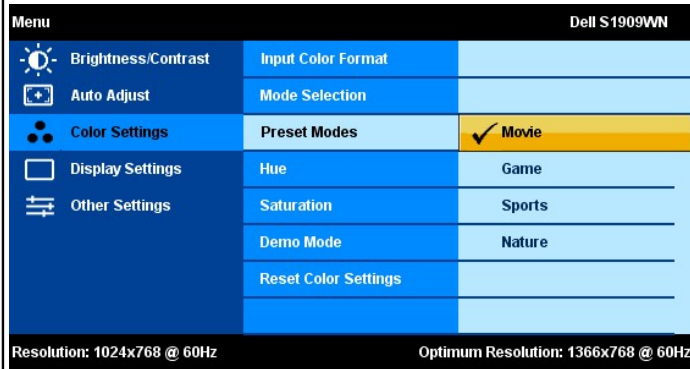 Menu Dell S1909WN
Brightness/Contrast Input Color Format
Auto Adjust Mode Selection
Color Settings Preset Modes Movie
Display Settings Hue Game
Other Settings Saturation Sports
Demo Mode Nature
Reset Color Settings
Resolution: 1024x768 @ 60Hz Optimum Resolution: 1366x768 @ 60Hz